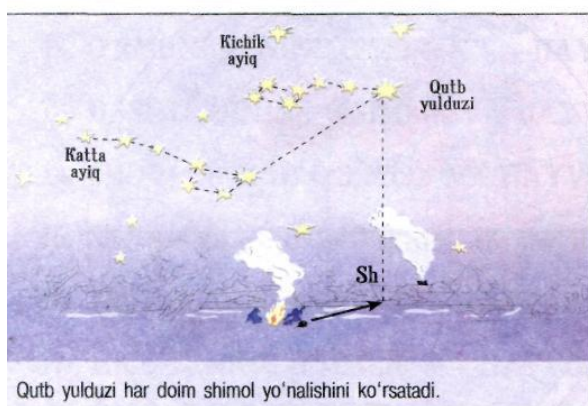 Kichik
ayiq
Qutb
yulduzi
Katta
ayiq
Sh
Qutb yulduzi har doim shimol yo‘nalishini ko‘rsatadi.